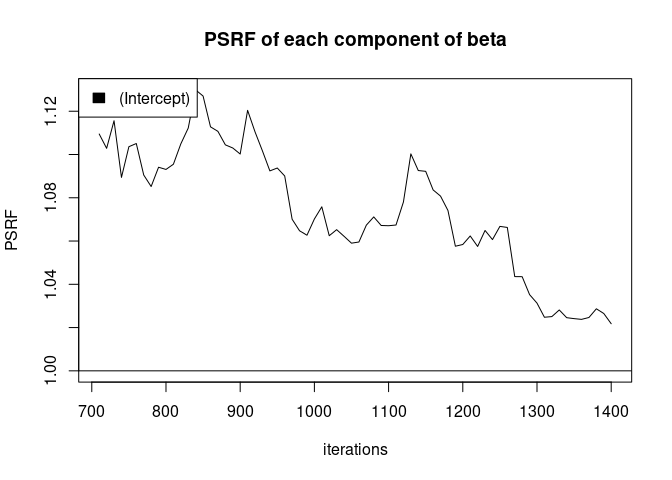 PSRF of each component of beta
(Intercept)
1.12
1.08
1.04
1.00
PSRF
700 800 900 1000 1100 1200 1300 1400
iterations